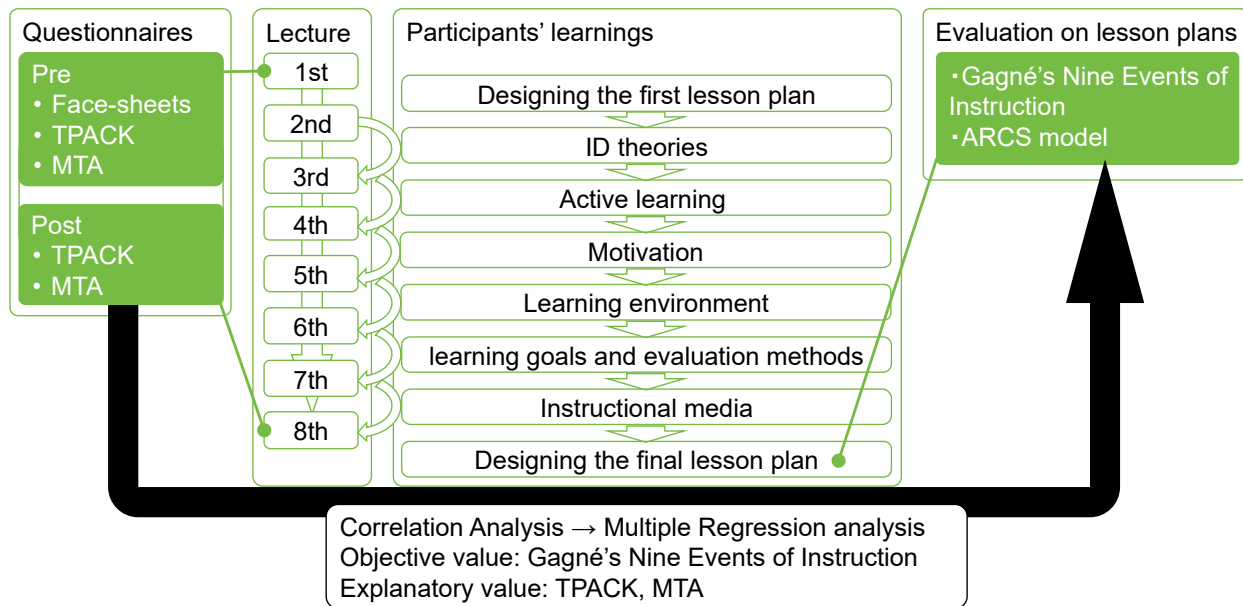 Questionnaires
Pre
• Face-sheets
• TPACK
• MTA
Post
• TPACK
• MTA
Lecture
1st
2nd
3rd
4th
5th
6th
7th
8th
Participants’ learnings
Designing the first lesson plan
ID theories
Active learning
Motivation
Learning environment
learning goals and evaluation methods
Instructional media
Designing the final lesson plan
Evaluation on lesson plans
・Gagné’s Nine Events of
Instruction
・ARCS model
Correlation Analysis → Multiple Regression analysis
Objective value: Gagné’s Nine Events of Instruction
Explanatory value: TPACK, MTA